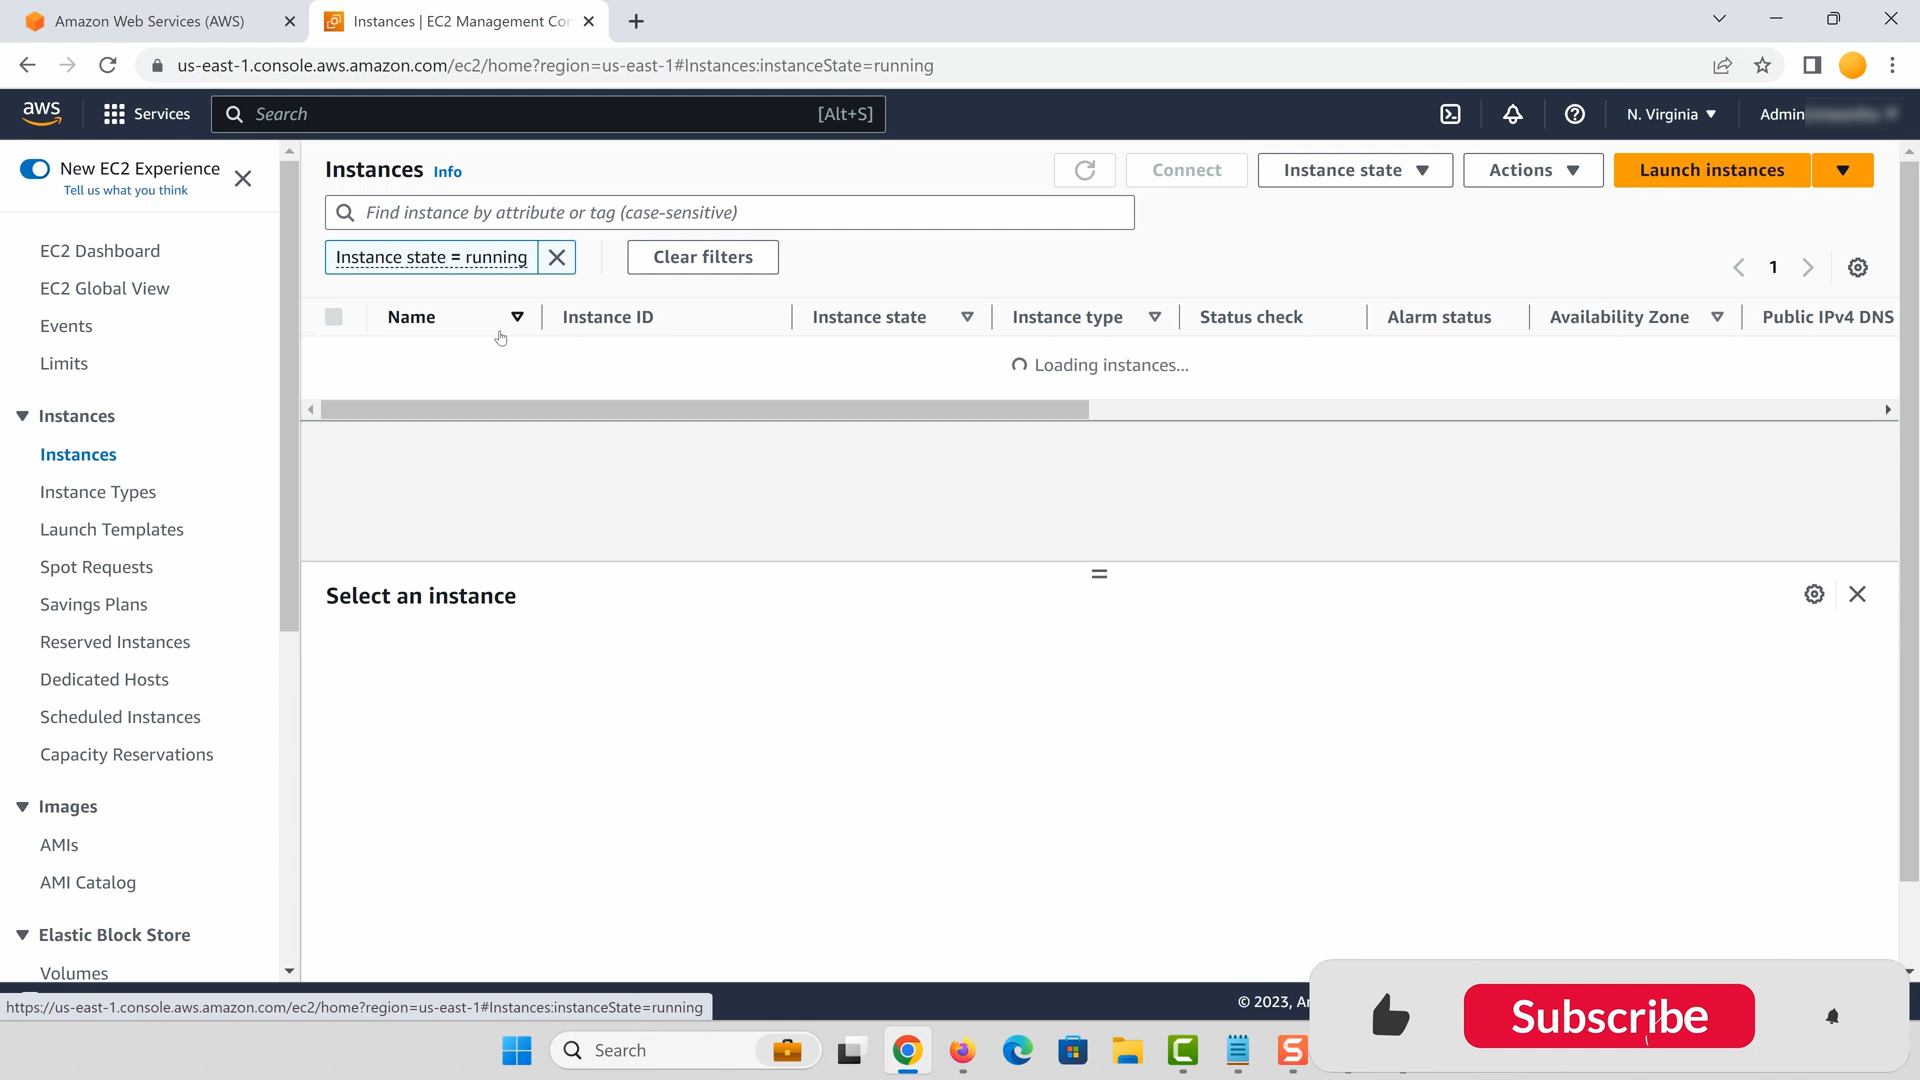 Amazon Web Services (AWS)
Instances | EC2 Management Con
us-east-1.console.aws.amazon.com/ec2/home?region=us-east-1#Instances:instanceState=running
aws
Services
Search
[Alt+S]
N. Virginia
Admin
New EC2 Experience
Tell us what you think
EC2 Dashboard
EC2 Global View
Events
Limits
Instances
Instances
Instance Types
Launch Templates
Spot Requests
Savings Plans
Reserved Instances
Dedicated Hosts
Scheduled Instances
Capacity Reservations
Images
AMIs
AMI Catalog
Elastic Block Store
Volumes
Instances Info
Connect
Instance state
Actions
Launch instances
Find instance by attribute or tag (case-sensitive)
Instance state = running
Clear filters
1
Name
Instance ID
Instance state
Instance type
Status check
Alarm status
Availability Zone
Public IPv4 DNS
Loading instances...
Select an instance
https://us-east-1.console.aws.amazon.com/ec2/home?region=us-east-1#Instances:instanceState=running
© 2023,
Subscribe
Search